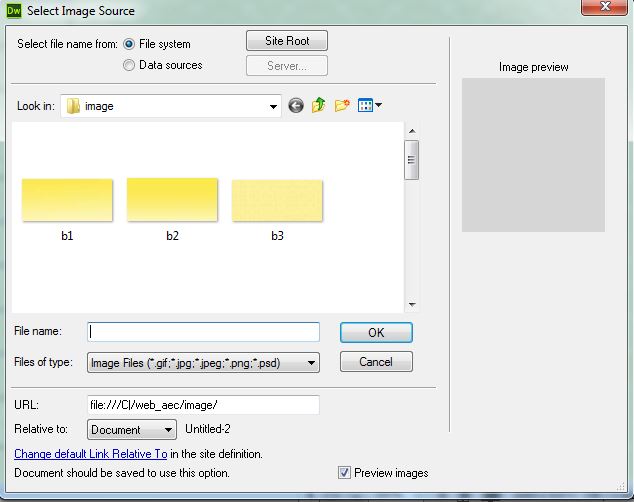 Dw Select Image Source
Select file name from: File system Site Root
Data sources Server...
Image preview
Look in: image
b1 b2 b3
File name: OK
Files of type: Image Files (*.gif;*.jpg;*.jpeg;*.png;*.psd) Cancel
URL: file:///C|/web_aec/image/
Relative to: Document Untitled-2
Change default Link Relative To in the site definition.
Document should be saved to use this option. Preview images